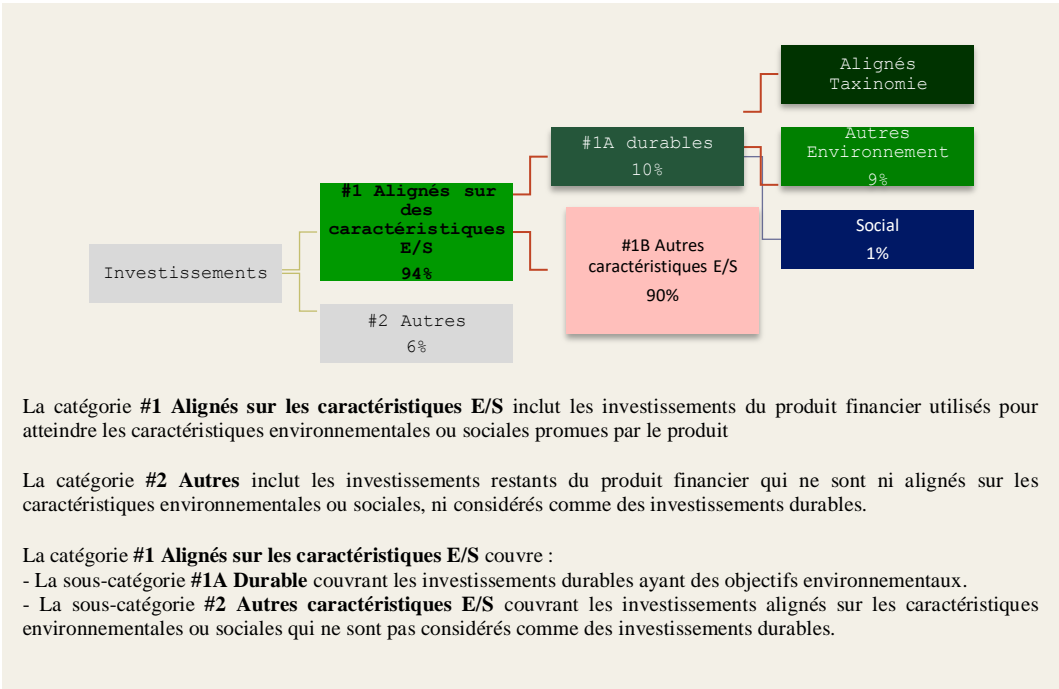 Alignés
Taxinomie
#1A durables
10%
Autres
Environnement
9%
#1 Alignés sur
des
caractéristiques
E/S
94%
#1B Autres
caractéristiques E/S
90%
Social
1%
Investissements
#2 Autres
6%
La catégorie #1 Alignés sur les caractéristiques E/S inclut les investissements du produit financier utilisés pour
atteindre les caractéristiques environnementales ou sociales promues par le produit
La catégorie #2 Autres inclut les investissements restants du produit financier qui ne sont ni alignés sur les
caractéristiques environnementales ou sociales, ni considérés comme des investissements durables.
La catégorie #1 Alignés sur les caractéristiques E/S couvre :
- La sous-catégorie #1A Durable couvrant les investissements durables ayant des objectifs environnementaux.
- La sous-catégorie #2 Autres caractéristiques E/S couvrant les investissements alignés sur les caractéristiques
environnementales ou sociales qui ne sont pas considérés comme des investissements durables.